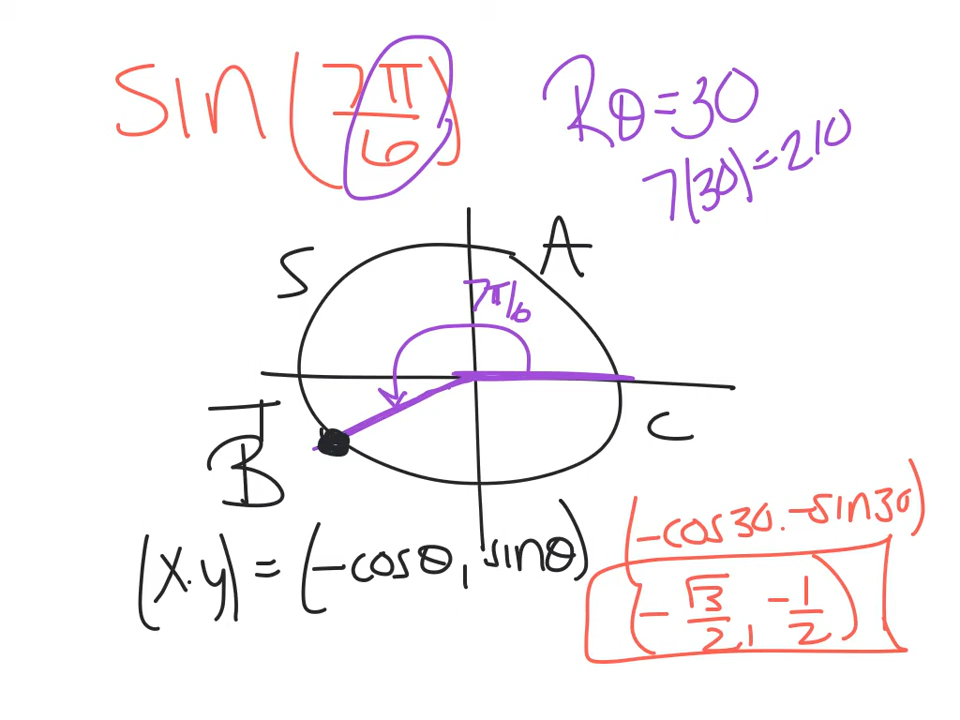 sin(7π/6)
Rθ=30
7(30)=210
S
A
7π/6
T
B
C
(x.y) = (-cosθ, sinθ)
(-cos30.-sin30)
(-√3/2, -1/2)